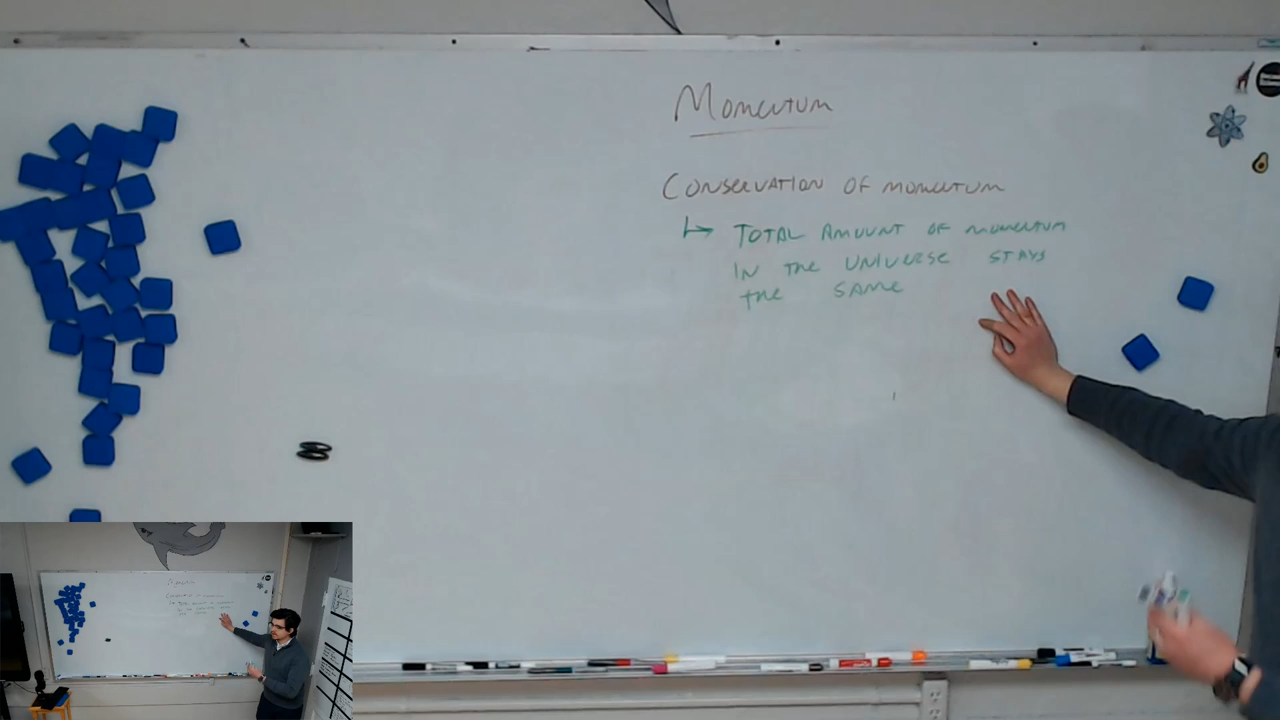 Momentum
CONSERVATION OF MOMENTUM
↳ TOTAL AMOUNT OF MOMENTUM
IN THE UNIVERSE STAYS
THE SAME